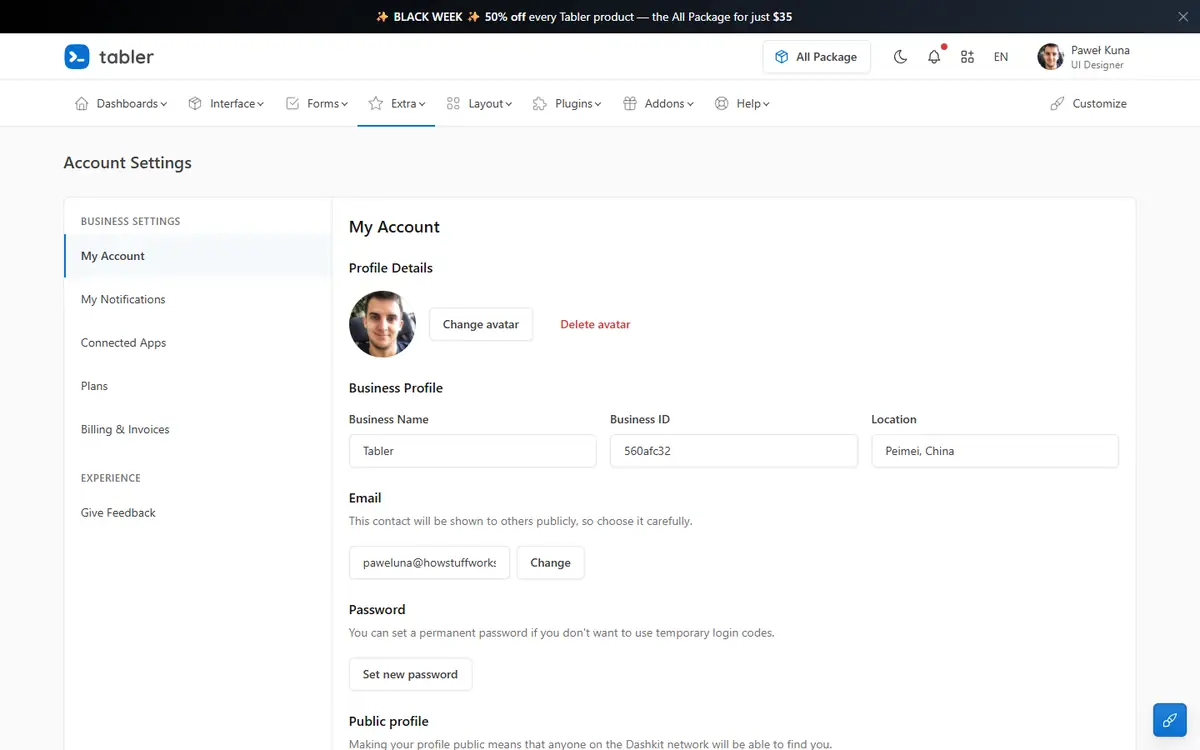 ✨ BLACK WEEK ✨ 50% off every Tabler product — the All Package for just $35
tabler
All Package
EN
Paweł Kuna
UI Designer
Dashboards
Interface
Forms
Extra
Layout
Plugins
Addons
Help
Customize
Account Settings
BUSINESS SETTINGS
My Account
My Notifications
Connected Apps
Plans
Billing & Invoices
EXPERIENCE
Give Feedback
My Account
Profile Details
Change avatar
Delete avatar
Business Profile
Business Name
Business ID
Location
Tabler
560afc32
Peimei, China
Email
This contact will be shown to others publicly, so choose it carefully.
paweluna@howstuffworks
Change
Password
You can set a permanent password if you don't want to use temporary login codes.
Set new password
Public profile
Making your profile public means that anyone on the Dashkit network will be able to find you.